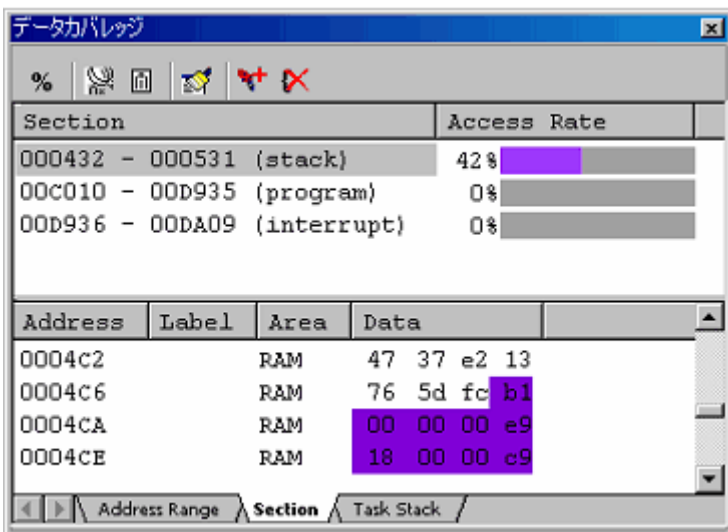 データカバレッジ
%
Section Access Rate
000432 - 000531 (stack) 42%
00C010 - 00D935 (program) 0%
00D936 - 00DA09 (interrupt) 0%
Address Label Area Data
0004C2 RAM 47 37 e2 13
0004C6 RAM 76 5d fc b1
0004CA RAM 00 00 00 e9
0004CE RAM 18 00 00 c9
Address Range Section Task Stack